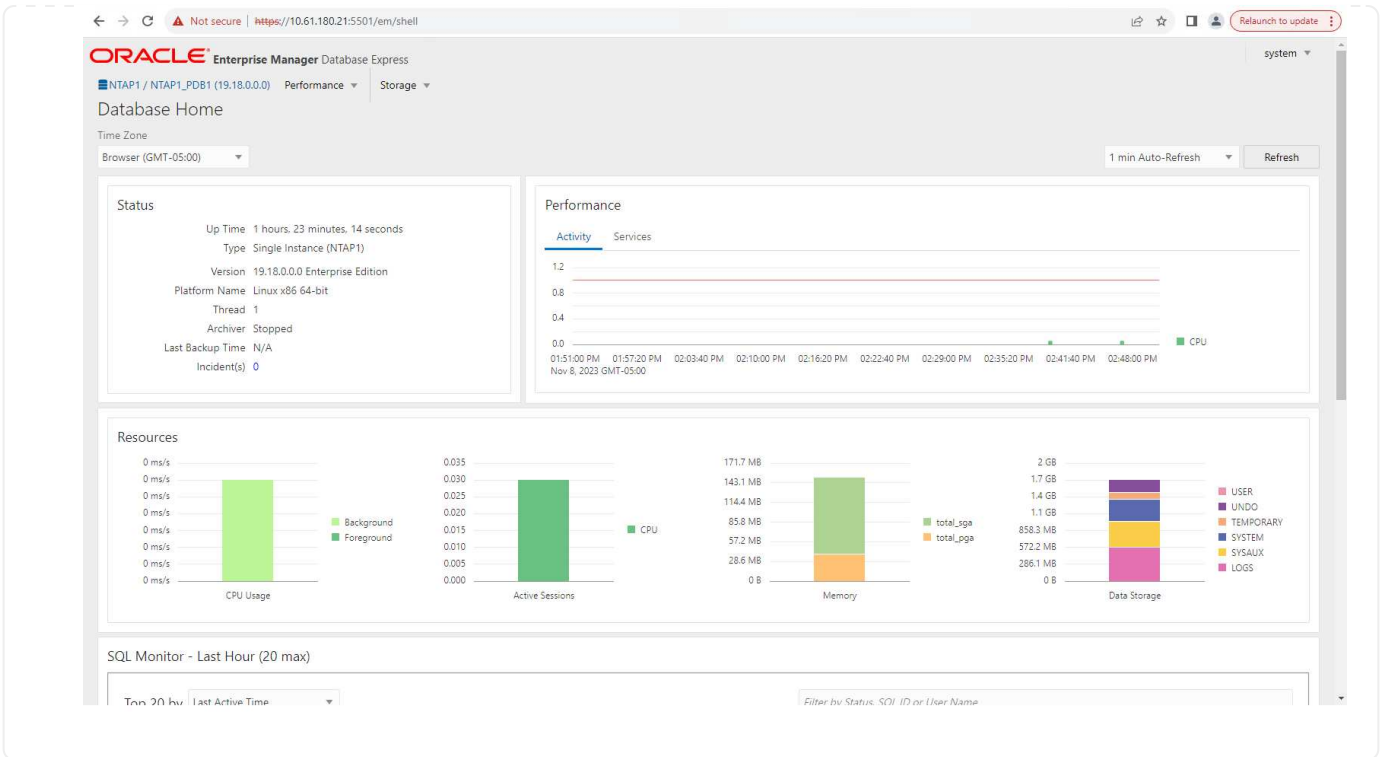 Not secure | https://10.61.180.21:5501/em/shell
Relaunch to update
ORACLE Enterprise Manager Database Express
system
NTAP1 / NTAP1_PDB1 (19.18.0.0.0) Performance Storage
Database Home
Time Zone
Browser (GMT-05:00)
1 min Auto-Refresh Refresh
Status
Up Time 1 hours, 23 minutes, 14 seconds
Type Single Instance (NTAP1)
Version 19.18.0.0.0 Enterprise Edition
Platform Name Linux x86 64-bit
Thread 1
Archiver Stopped
Last Backup Time N/A
Incident(s) 0
Performance
Activity Services
1.2
0.8
0.4
0.0
CPU
01:51:00 PM 01:57:20 PM 02:03:40 PM 02:10:00 PM 02:16:20 PM 02:22:40 PM 02:29:00 PM 02:35:20 PM 02:41:40 PM 02:48:00 PM
Nov 8, 2023 GMT-05:00
Resources
0 ms/s
0 ms/s
0 ms/s
0 ms/s
0 ms/s
0 ms/s
0 ms/s
0 ms/s
Background
Foreground
CPU Usage
0.035
0.030
0.025
0.020
0.015
0.010
0.005
0.000
CPU
Active Sessions
171.7 MB
143.1 MB
114.4 MB
85.8 MB
57.2 MB
28.6 MB
0 B
total_sga
total_pga
Memory
2 GB
1.7 GB
1.4 GB
1.1 GB
858.3 MB
572.2 MB
286.1 MB
0 B
USER
UNDO
TEMPORARY
SYSTEM
SYSAUX
LOGS
Data Storage
SQL Monitor - Last Hour (20 max)
Top 20 by Last Active Time
Filter by Status, SQL ID or User Name